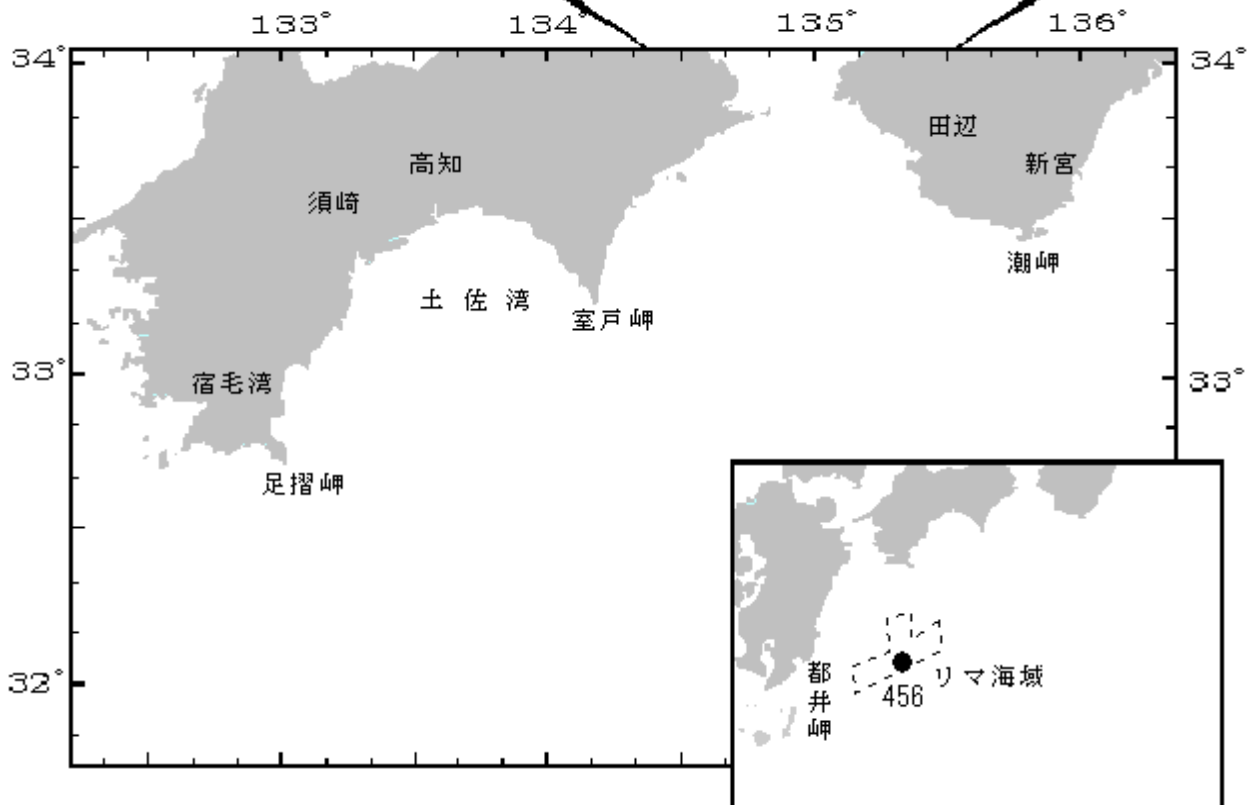 133° 134° 135° 136°
34° 34°
田辺
高知 新宮
須崎
潮岬
土佐湾
室戸岬
33° 33°
宿毛湾
足摺岬
都井岬
リマ海域
456
32°